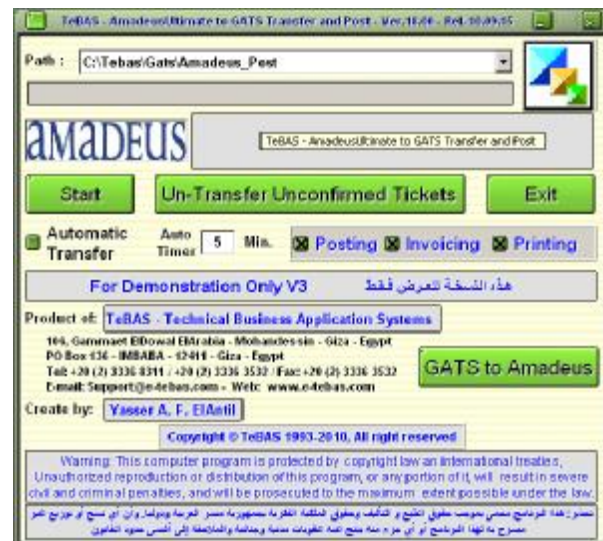 TeBAS - AmadeusUltimate to GATS Transfer and Post - Ver.10.00 - Rel.
Path : C:\Tebas\Gats\Amadeus_Post
amadeus
TeBAS - AmadeusUltimate to GATS Transfer and Post
Start Un-Transfer Unconfirmed Tickets Exit
Automatic Transfer Auto Timer 5 Min. Posting Invoicing Printing
For Demonstration Only V3 هذه النسخة للعرض فقط
Product of: TeBAS - Technical Business Application Systems
106, Gammaet ElDowal ElArabia - Mohandessin - Giza - Egypt
PO Box 136 - IMBABA - 12411 - Giza - Egypt
Tel: +20 (2) 3336 8311 / +20 (2) 3336 3532 / Fax: +20 (2) 3336 3532
E-mail: Support@e-tebas.com - Web: www.e-tebas.com
GATS to Amadeus
Create by: Yasser A. F. ElAntil
Copyright © TeBAS 1993-2010, All right reserved
Warning: This computer program is protected by copyright law an international treaties,
Unauthorized reproduction or distribution of this program, or any portion of it, will result in severe
civil and criminal penalties, and will be prosecuted to the maximum extent possible under the law.